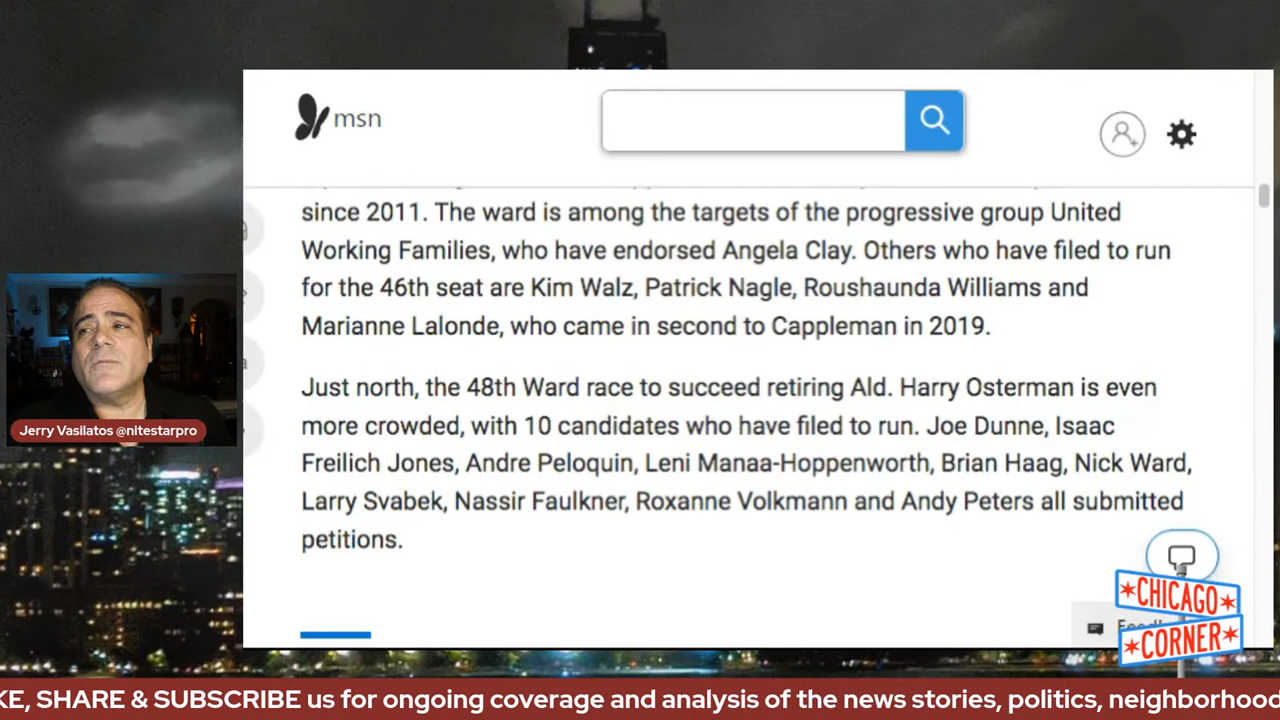 msn
since 2011. The ward is among the targets of the progressive group United
Working Families, who have endorsed Angela Clay. Others who have filed to run
for the 46th seat are Kim Walz, Patrick Nagle, Roushaunda Williams and
Marianne Lalonde, who came in second to Cappleman in 2019.
Just north, the 48th Ward race to succeed retiring Ald. Harry Osterman is even
more crowded, with 10 candidates who have filed to run. Joe Dunne, Isaac
Freilich Jones, Andre Peloquin, Leni Manaa-Hoppenworth, Brian Haag, Nick Ward,
Larry Svabek, Nassir Faulkner, Roxanne Volkmann and Andy Peters all submitted
petitions.
Jerry Vasilatos @nitestarpro
CHICAGO
CORNER
KE, SHARE & SUBSCRIBE us for ongoing coverage and analysis of the news stories, politics, neighborhood